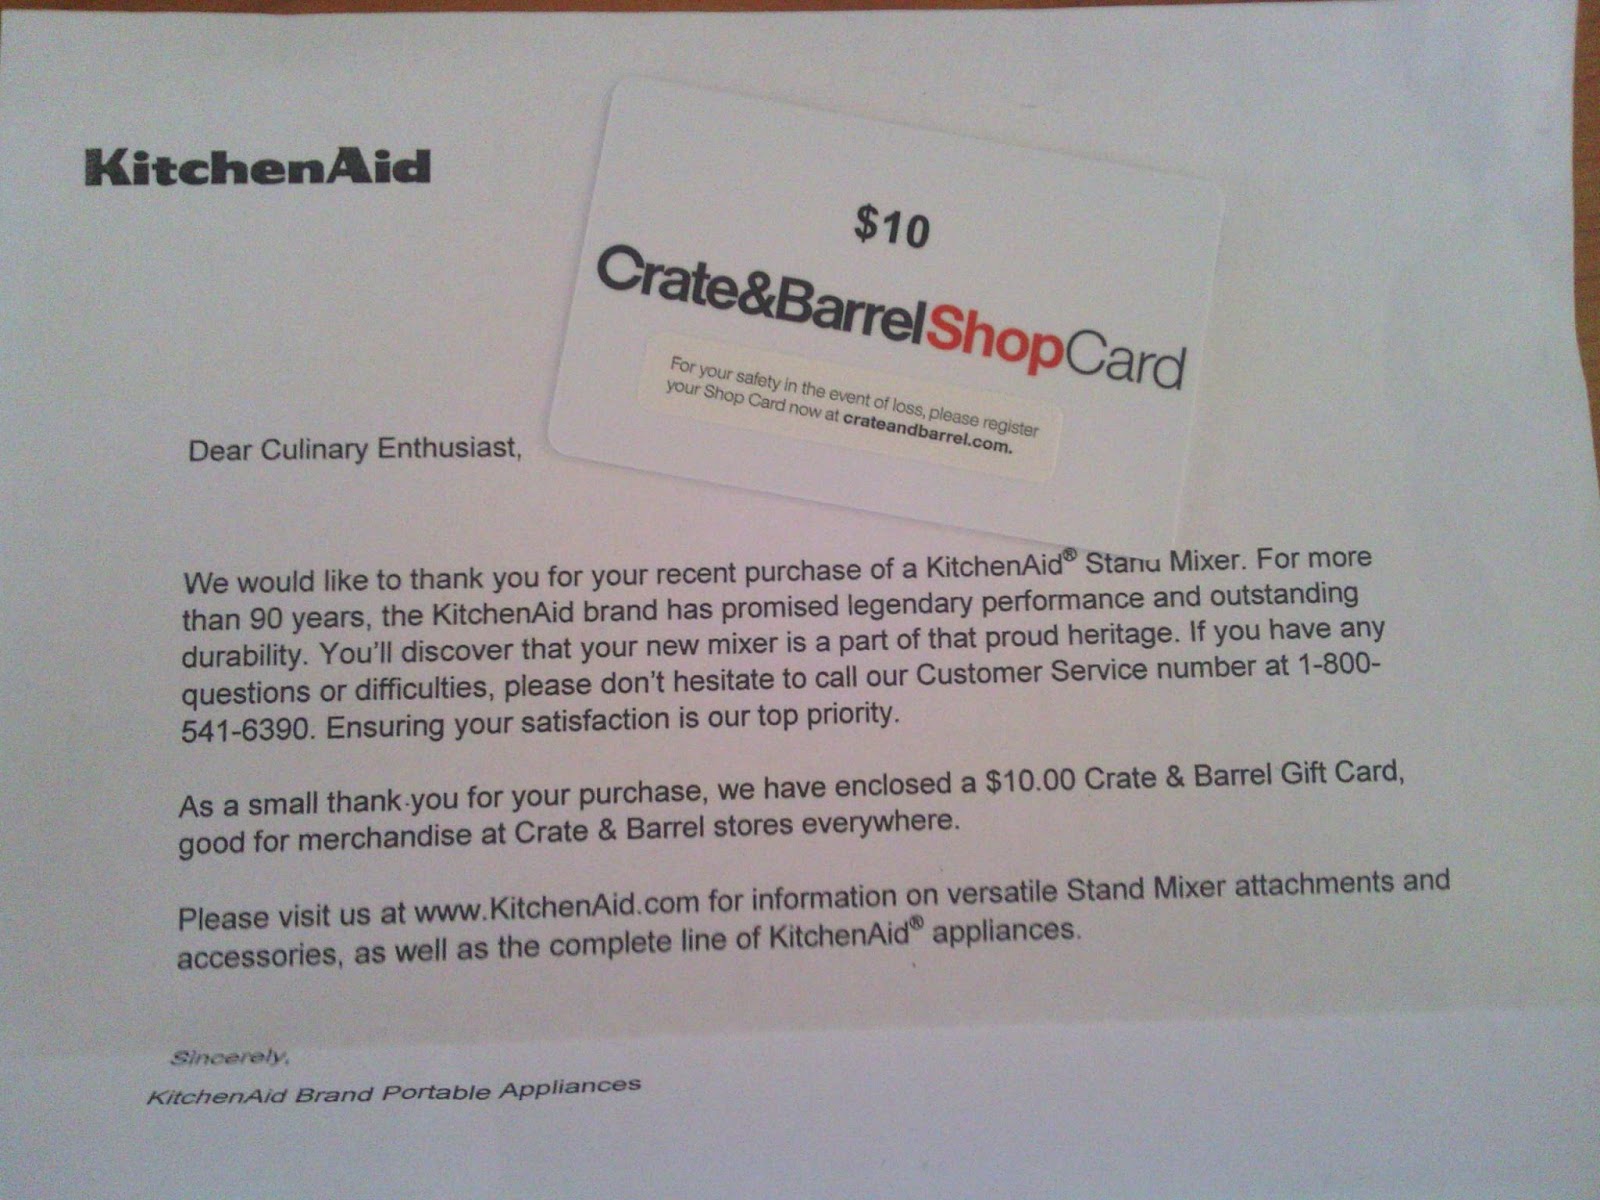 KitchenAid
$10
Crate&BarrelShopCard
For your safety in the event of loss, please register
your Shop Card now at crateandbarrel.com.
Dear Culinary Enthusiast,
We would like to thank you for your recent purchase of a KitchenAid® Stand Mixer. For more
than 90 years, the KitchenAid brand has promised legendary performance and outstanding
durability. You'll discover that your new mixer is a part of that proud heritage. If you have any
questions or difficulties, please don't hesitate to call our Customer Service number at 1-800-
541-6390. Ensuring your satisfaction is our top priority.
As a small thank you for your purchase, we have enclosed a $10.00 Crate & Barrel Gift Card,
good for merchandise at Crate & Barrel stores everywhere.
Please visit us at www.KitchenAid.com for information on versatile Stand Mixer attachments and
accessories, as well as the complete line of KitchenAid® appliances.
Sincerely,
KitchenAid Brand Portable Appliances